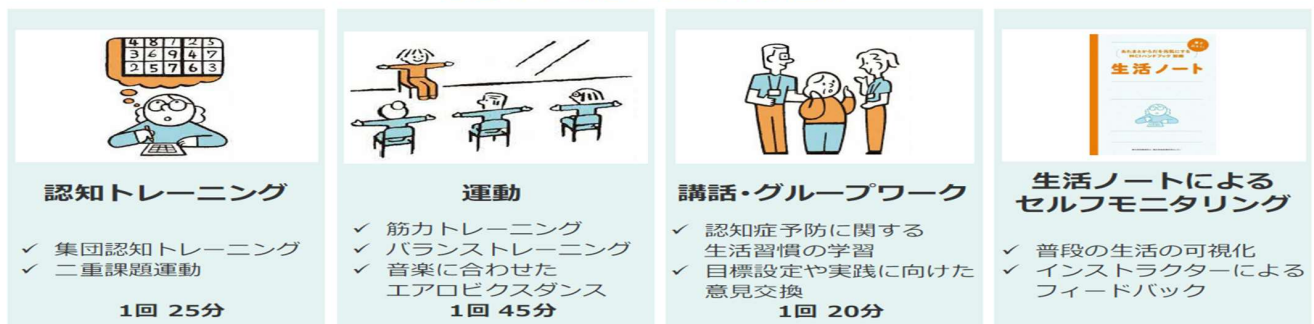 4 8 1 2 5
3 6 9 4 7
2 5 7 6 3
認知トレーニング
✓ 集団認知トレーニング
✓ 二重課題運動
1回 25分
運動
✓ 筋力トレーニング
✓ バランストレーニング
✓ 音楽に合わせた
エアロビクスダンス
1回 45分
講話・グループワーク
✓ 認知症予防に関する
生活習慣の学習
✓ 目標設定や実践に向けた
意見交換
1回 20分
生活ノート
生活ノートによる
セルフモニタリング
✓ 普段の生活の可視化
✓ インストラクターによる
フィードバック